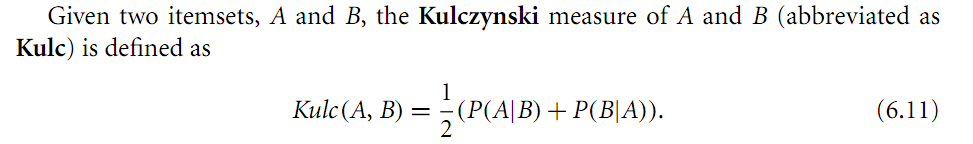 Given two itemsets, A and B, the Kulczynski measure of A and B (abbreviated as
Kulc) is defined as
Kulc(A, B) = \frac{1}{2}(P(A|B) + P(B|A)). (6.11)